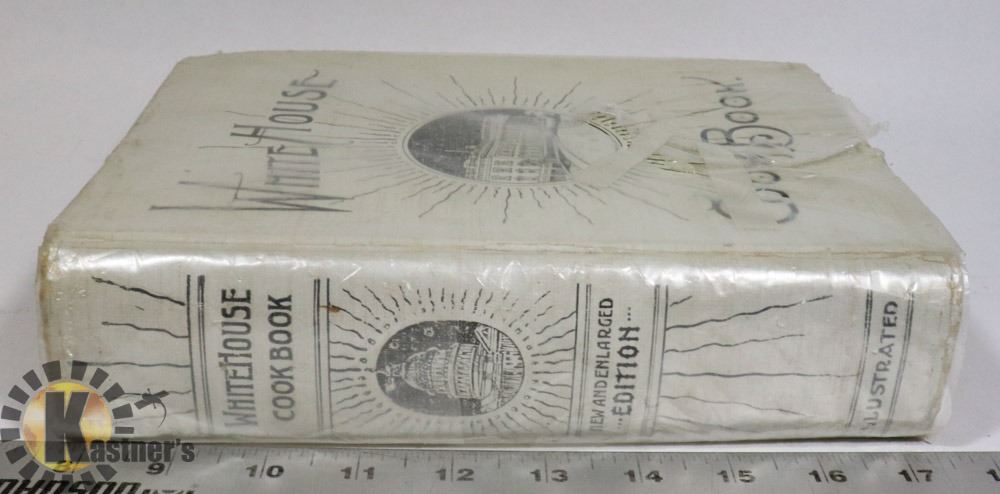 WHITE HOUSE
COOK BOOK.
WHITE HOUSE
COOK BOOK
NEW AND ENLARGED
...EDITION...
ILLUSTRATED
Kastner's
9 10 11 12 13 14 15 16 17
JOHNSON